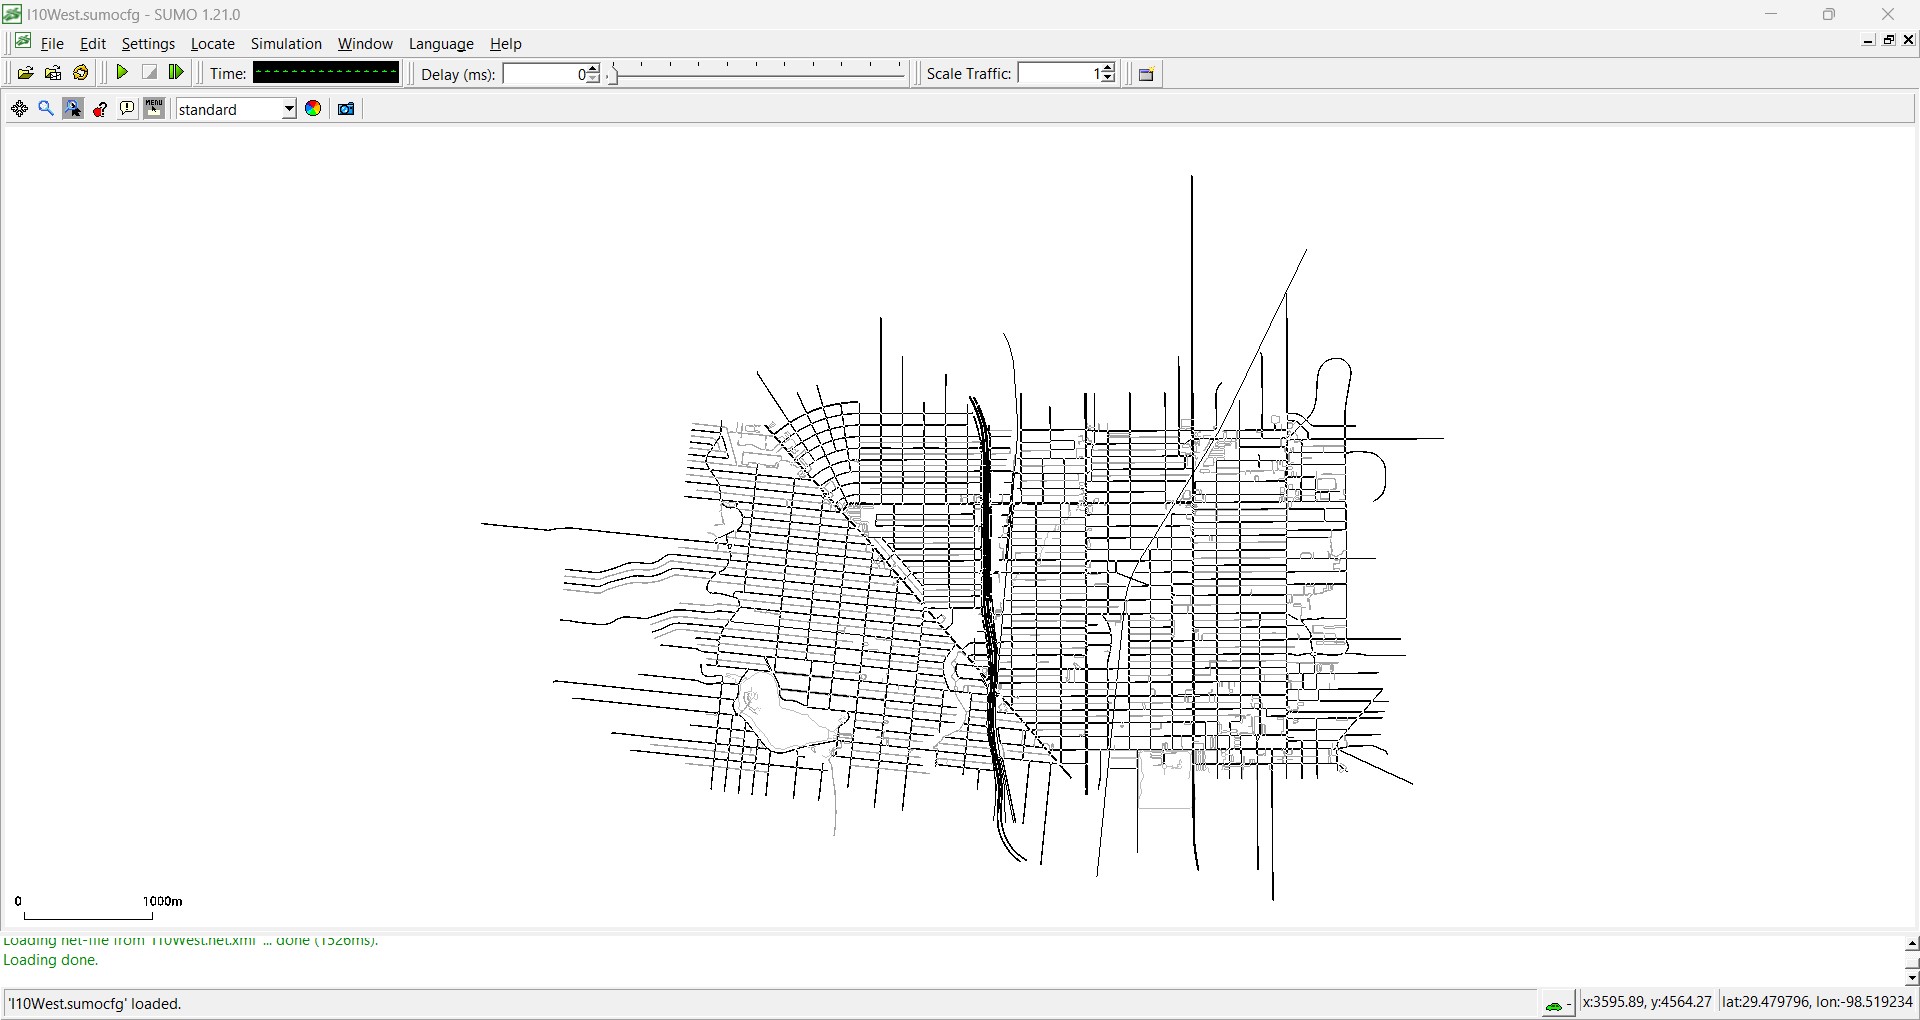 I10West.sumocfg - SUMO 1.21.0
File Edit Settings Locate Simulation Window Language Help
Time: Delay (ms): 0 Scale Traffic: 1
MENU standard
0 1000m
Loading net-file from 'I10West.net.xml' ... done (1526ms).
Loading done.
'I10West.sumocfg' loaded. - x:3595.89, y:4564.27 lat:29.479796, lon:-98.519234